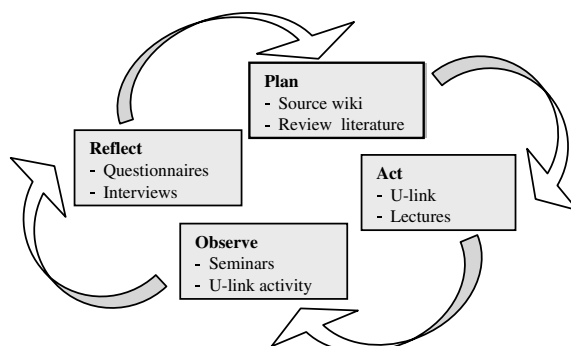 Plan
- Source wiki
- Review literature
Reflect
- Questionnaires
- Interviews
Act
- U-link
- Lectures
Observe
- Seminars
- U-link activity